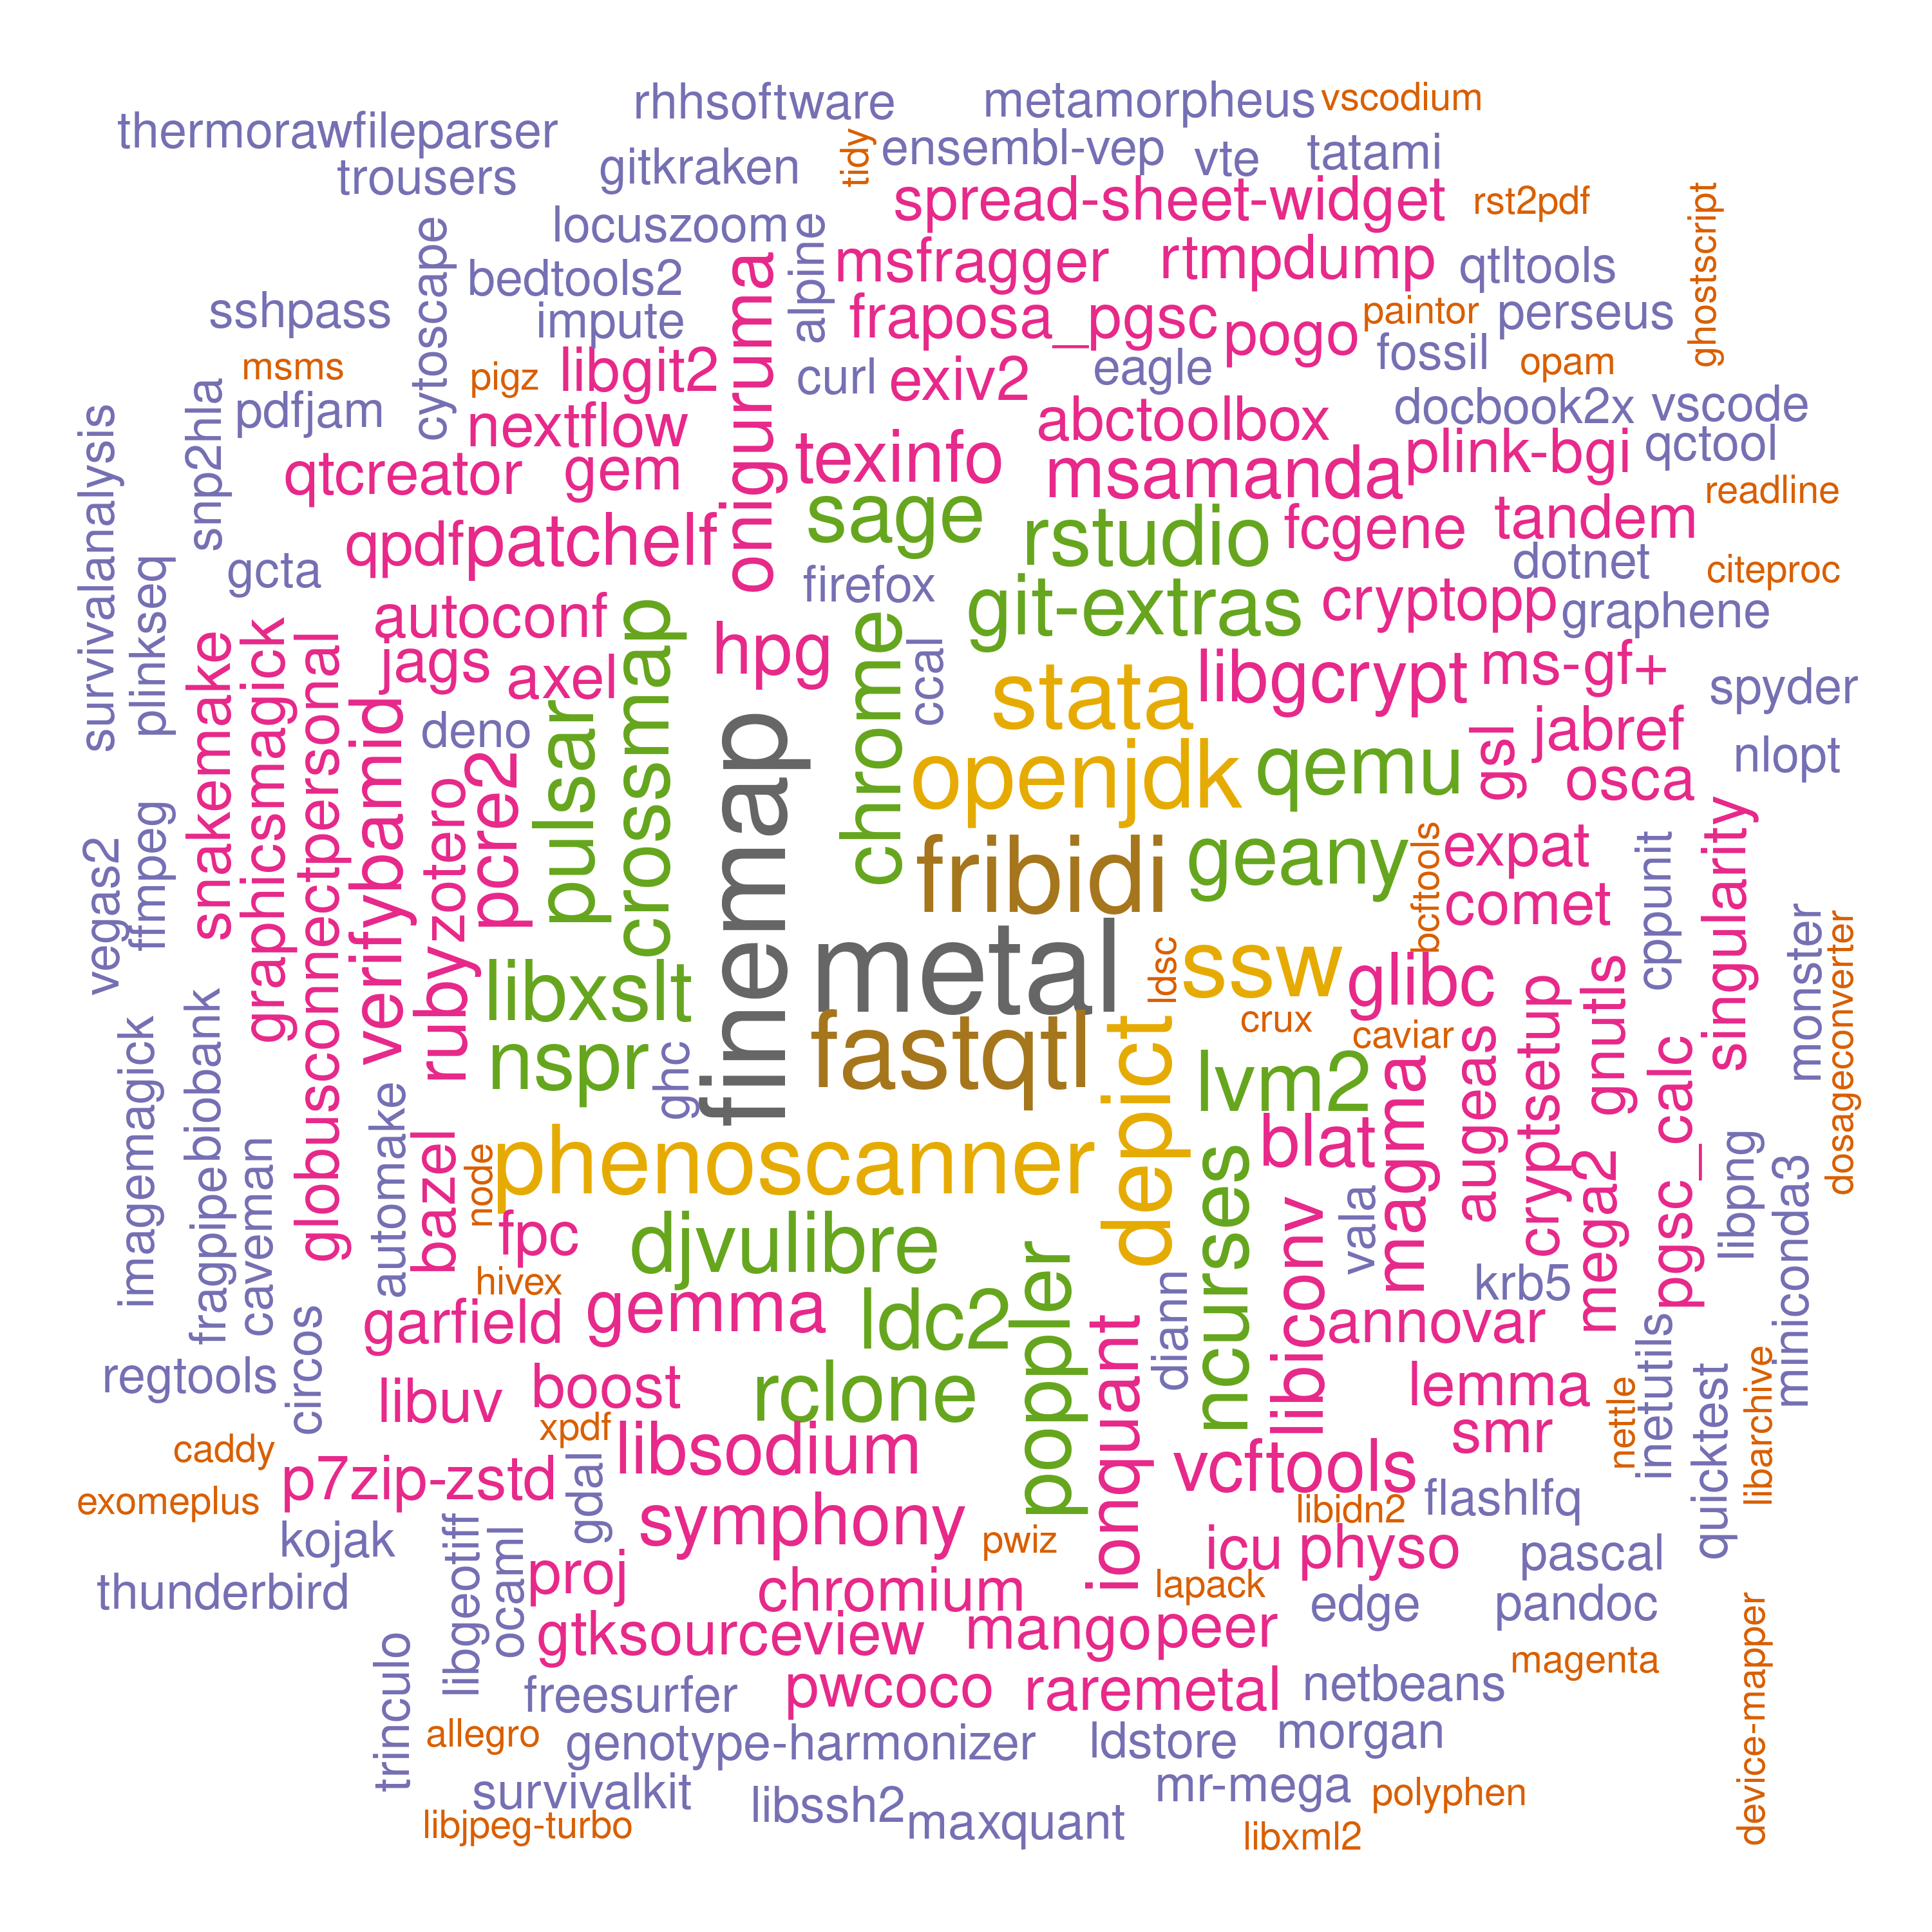 rhhsoftware
metamorpheus
vscodium
thermorawfileparser
trousers
gitkraken
tidy
ensembl-vep
vte
tatami
spread-sheet-widget
rst2pdf
ghostscript
locuszoom
alpine
cytoscape
bedtools2
oniguruma
msfragger
rtmpdump
qtltools
sshpass
impute
fraposa_pgsc
pogo
paintor
perseus
msms
pigz
libgit2
curl
exiv2
eagle
fossil
opam
survivalanalysis
snp2hla
pdfjam
nextflow
abctoolbox
docbook2x
vscode
qtcreator
gem
texinfo
msamanda
plink-bgi
qctool
readline
plinkseq
gcta
qpdf
patchelf
sage
rstudio
fcgene
tandem
dotnet
citeproc
firefox
autoconf
crossmap
hpg
chrome
git-extras
cryptopp
graphene
snakemake
graphicsmagick
globusconnectpersonal
jags
axel
ccal
stata
libgcrypt
ms-gf+
spyder
verifybamid
deno
pulsar
finemap
openjdk
qemu
gsl
jabref
nlopt
osca
vegas2
ffmpeg
zotero
pcre2
fribidi
geany
bcftools
expat
cppunit
singularity
ruby
comet
monster
dosageconverter
libxslt
metal
ldsc
ssw
glibc
imagemagick
biobank
nspr
ghc
fastqtl
depict
crux
caviar
cryptsetup
gnutls
fragpipe
caveman
automake
bazel
node
lvm2
magma
augeas
pgsc_calc
phenoscanner
blat
mega2
libpng
miniconda3
fpc
djvulibre
ncurses
libiconv
vala
hivex
krb5
garfield
gemma
ldc2
poppler
diann
annovar
regtools
circos
libuv
boost
rclone
ionquant
lemma
nettle
inetutils
quicktest
libarchive
xpdf
smr
caddy
p7zip-zstd
gdal
libsodium
vcftools
exomeplus
flashlfq
libidn2
kojak
libgeotiff
ocaml
symphony
pwiz
icu
physo
pascal
thunderbird
proj
chromium
lapack
edge
pandoc
device-mapper
trinculo
gtksourceview
mango
peer
magenta
freesurfer
pwcoco
raremetal
netbeans
allegro
genotype-harmonizer
ldstore
morgan
survivalkit
libssh2
mr-mega
polyphen
libjpeg-turbo
maxquant
libxml2